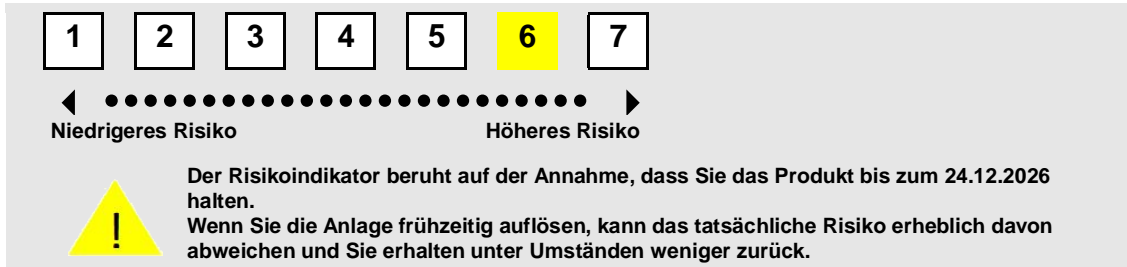 1 2 3 4 5 6 7
Niedrigeres Risiko Höheres Risiko
Der Risikoindikator beruht auf der Annahme, dass Sie das Produkt bis zum 24.12.2026
halten.
Wenn Sie die Anlage frühzeitig auflösen, kann das tatsächliche Risiko erheblich davon
abweichen und Sie erhalten unter Umständen weniger zurück.
!